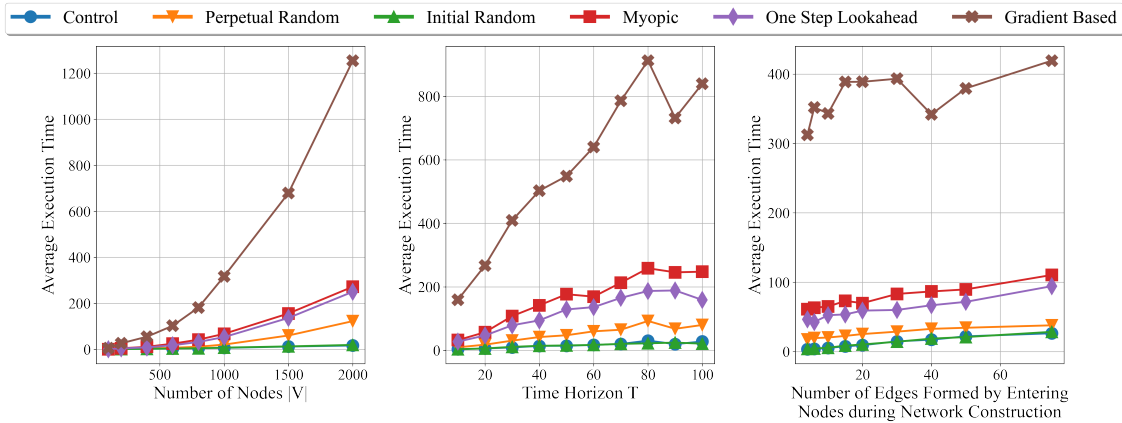 Control Perpetual Random Initial Random Myopic One Step Lookahead Gradient Based
Average Execution Time
1200
1000
800
600
400
200
0
500 1000 1500 2000
Number of Nodes |V|
Average Execution Time
800
600
400
200
0
20 40 60 80 100
Time Horizon T
Average Execution Time
400
300
200
100
0
20 40 60
Number of Edges Formed by Entering
Nodes during Network Construction